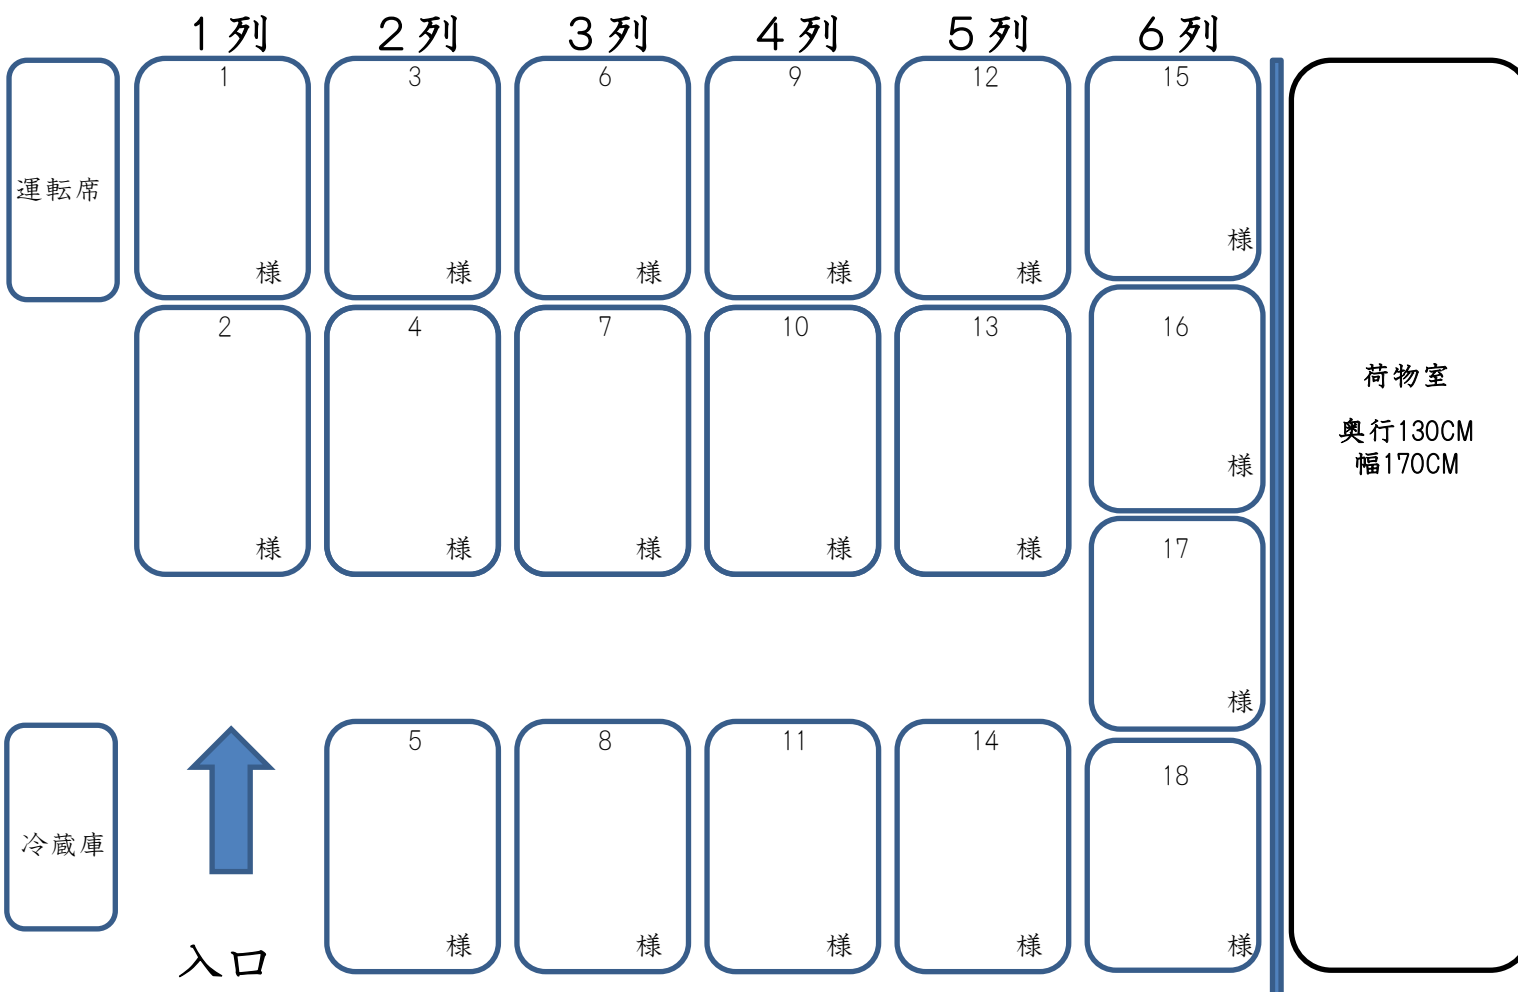 1列 2列 3列 4列 5列 6列
1 3 6 9 12 15
運転席
様 様 様 様 様 様
2 4 7 10 13 16
荷物室
奥行130CM
幅170CM
様 様 様 様 様 様
17
様
5 8 11 14 18
冷蔵庫
様 様 様 様 様
入口